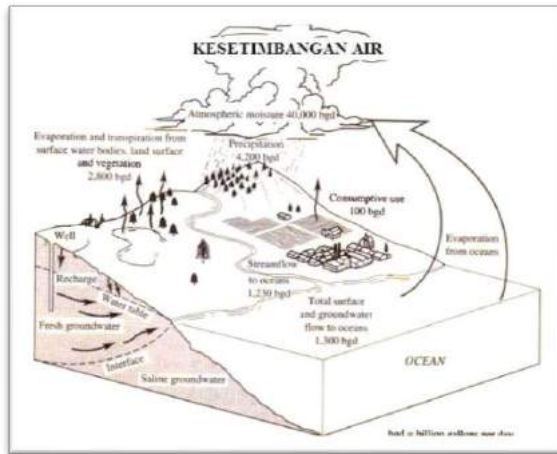 KESETIMBANGAN AIR
Atmospheric moisture 40,000 bgd
Evaporation and transpiration from
surface water bodies, land surface
and vegetation
2,800 bgd
Precipitation
4,200 bgd
Consumptive use
100 bgd
Evaporation
from oceans
Well
Recharge
Water table
Fresh groundwater
Interface
Saline groundwater
Streamflow
to oceans
1,230 bgd
Total surface
and groundwater
flow to oceans
1,300 bgd
OCEAN
bgd = billion gallons per day